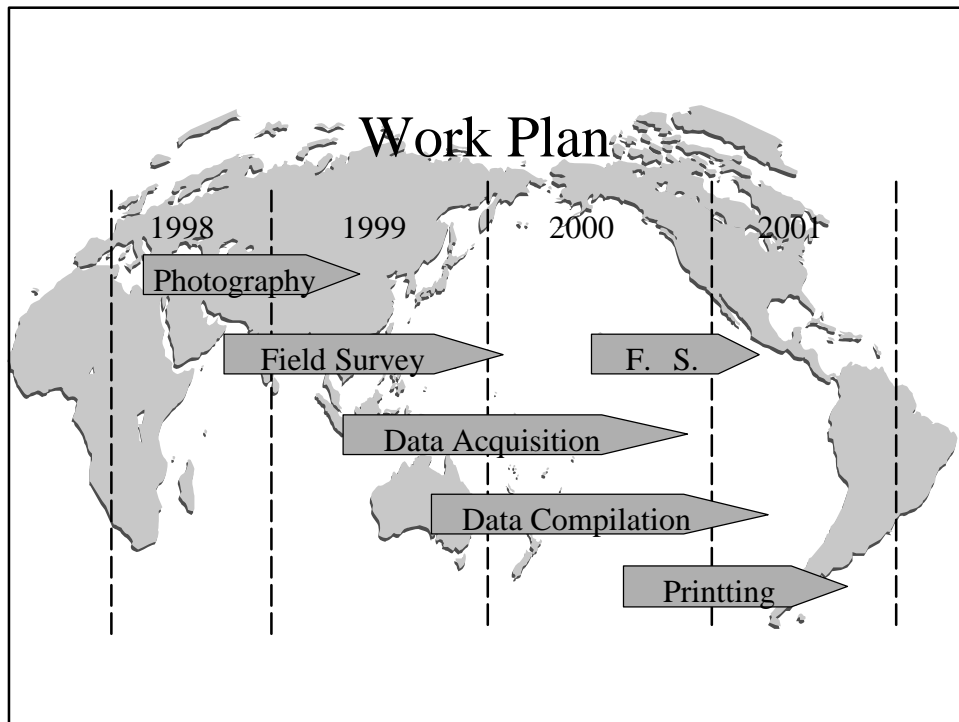 Work Plan
1998 1999 2000 2001
Photography
Field Survey F. S.
Data Acquisition
Data Compilation
Printting